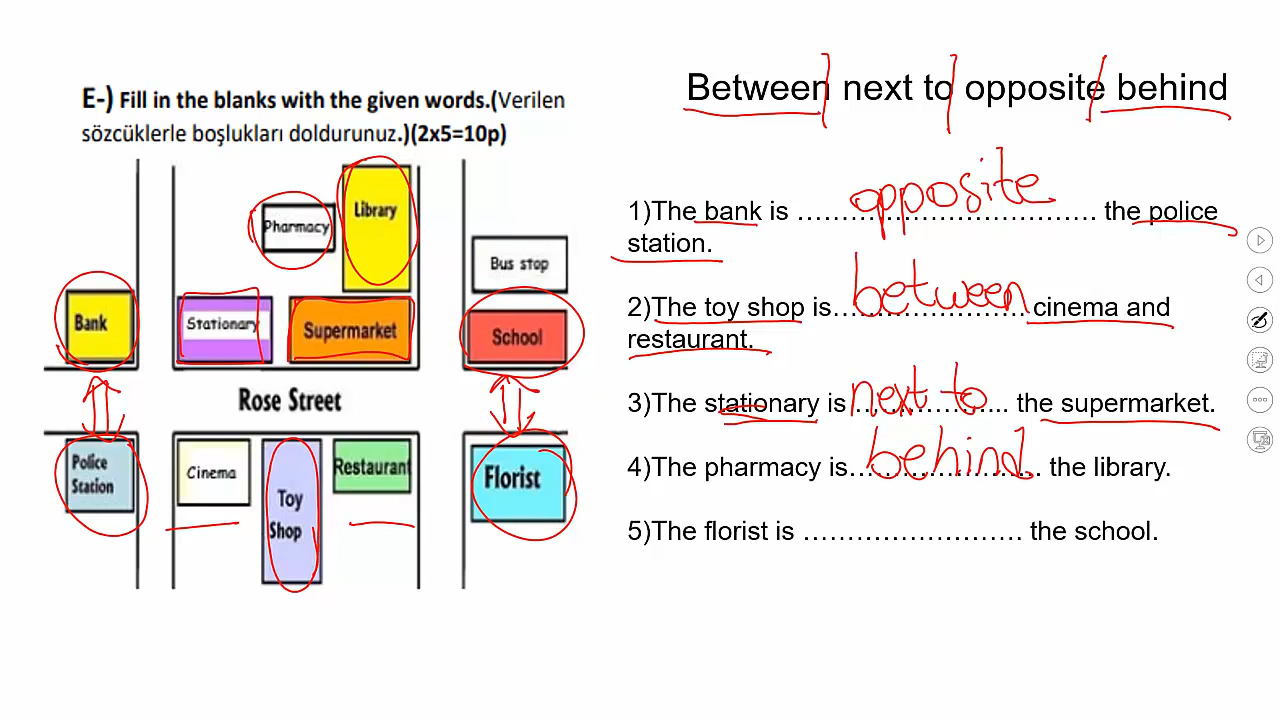 E-) Fill in the blanks with the given words.(Verilen
sözcüklerle boşlukları doldurunuz.)(2x5=10p)
Pharmacy
Library
Bus stop
Bank
Stationary
Supermarket
School
Rose Street
Police
Station
Cinema
Toy
Shop
Restaurant
Florist
Between next to opposite behind
1)The bank is ……opposite…… the police
station.
2)The toy shop is……between…… cinema and
restaurant.
3)The stationary is……next to…….. the supermarket.
4)The pharmacy is……behind…... the library.
5)The florist is ……………………. the school.